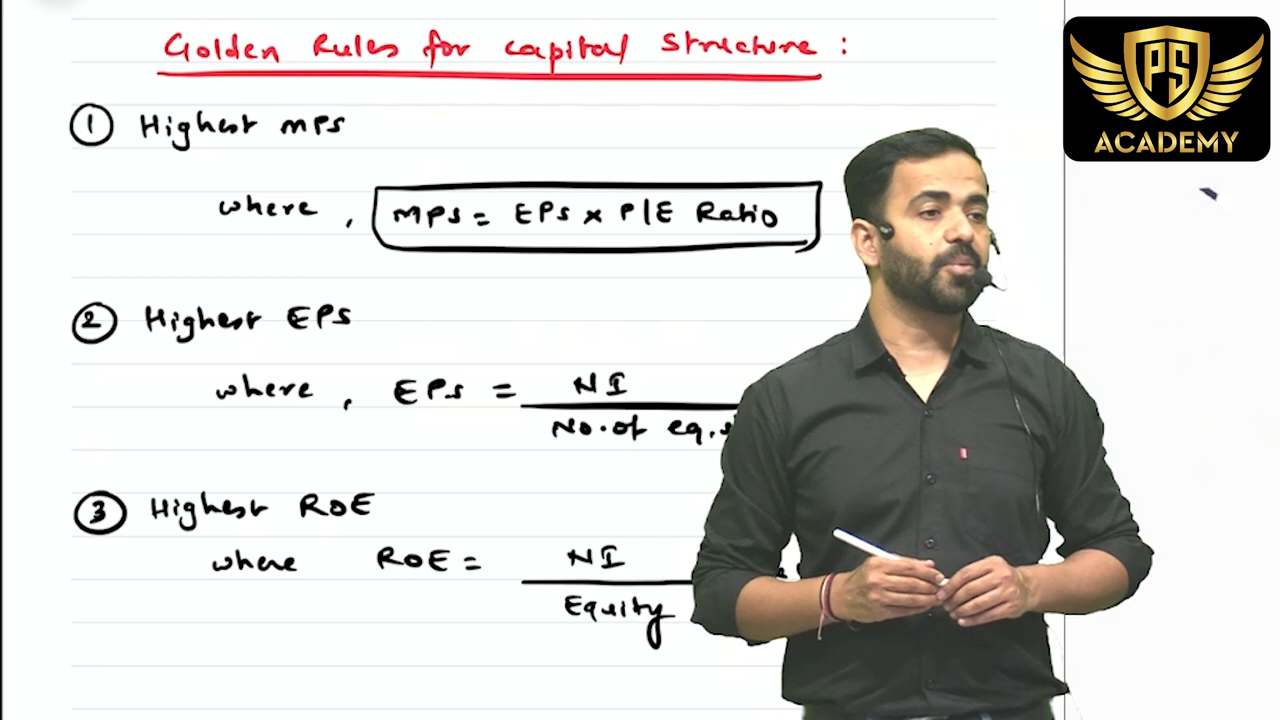 Golden Rules for capital Structure :
① Highest MPS
where , MPS = EPS x P/E Ratio
② Highest EPS
where , EPS = NI
No. of eq.
③ Highest ROE
where ROE = NI
Equity
PS
ACADEMY